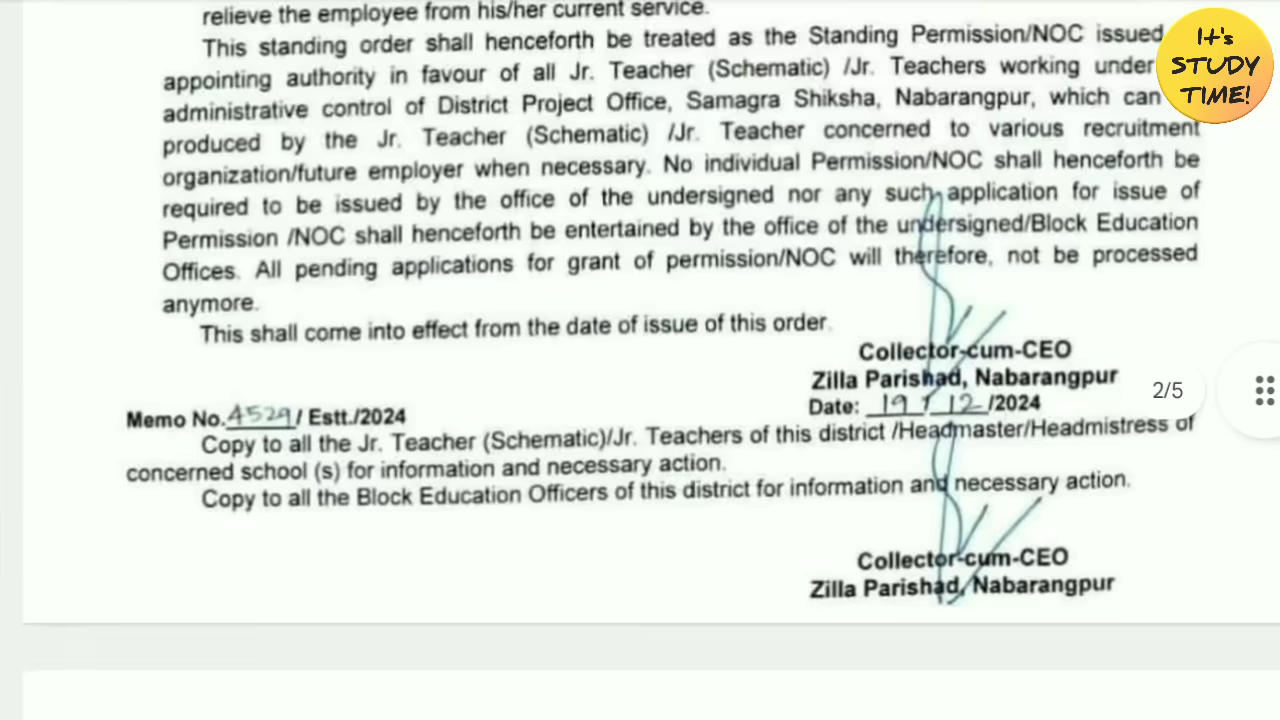 relieve the employee from his/her current service.
This standing order shall henceforth be treated as the Standing Permission/NOC issued
appointing authority in favour of all Jr. Teacher (Schematic) /Jr. Teachers working under
administrative control of District Project Office, Samagra Shiksha, Nabarangpur, which can
produced by the Jr. Teacher (Schematic) /Jr. Teacher concerned to various recruitment
organization/future employer when necessary. No individual Permission/NOC shall henceforth be
required to be issued by the office of the undersigned nor any such application for issue of
Permission /NOC shall henceforth be entertained by the office of the undersigned/Block Education
Offices. All pending applications for grant of permission/NOC will therefore, not be processed
anymore.
This shall come into effect from the date of issue of this order.
Collector-cum-CEO
Zilla Parishad, Nabarangpur
Memo No. 4529/ Estt./2024 Date: 19/12/2024
Copy to all the Jr. Teacher (Schematic)/Jr. Teachers of this district /Headmaster/Headmistress of
concerned school (s) for information and necessary action.
Copy to all the Block Education Officers of this district for information and necessary action.
Collector-cum-CEO
Zilla Parishad, Nabarangpur
It's
STUDY
TIME!
2/5